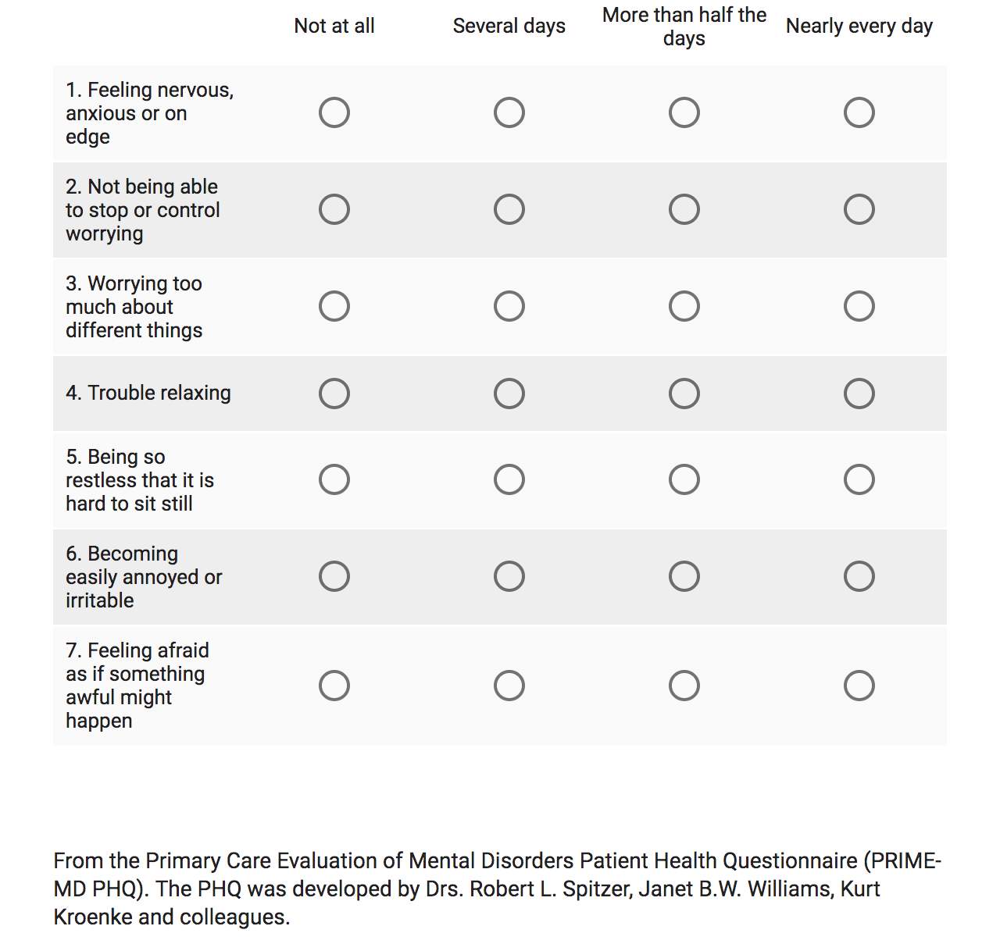 Not at all
Several days
More than half the
days
Nearly every day
1. Feeling nervous,
anxious or on
edge
2. Not being able
to stop or control
worrying
3. Worrying too
much about
different things
4. Trouble relaxing
5. Being so
restless that it is
hard to sit still
6. Becoming
easily annoyed or
irritable
7. Feeling afraid
as if something
awful might
happen
From the Primary Care Evaluation of Mental Disorders Patient Health Questionnaire (PRIME-
MD PHQ). The PHQ was developed by Drs. Robert L. Spitzer, Janet B.W. Williams, Kurt
Kroenke and colleagues.